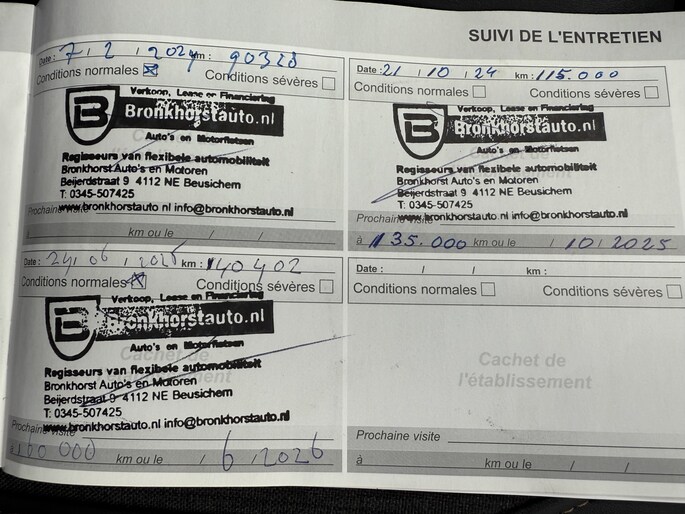 SUIVI DE L'ENTRETIEN
Date : 7 / 2 / 2024 km : 90328
Conditions normales ☒ Conditions sévères ☐
Verkoop, Lease en Financiering
B Bronkhorstauto.nl
Auto's en Motorfietsen
Regisseurs van flexibele automobiliteit
Bronkhorst Auto's en Motoren
Beijerdstraat 9 4112 NE Beusichem
T: 0345-507425
Prochaine visite
www.bronkhorstauto.nl info@bronkhorstauto.nl
à km ou le / /
Date : 21 / 10 / 24 km : 115.000
Conditions normales ☐ Conditions sévères ☐
Verkoop, Lease en Financiering
B Bronkhorstauto.nl
Auto's en Motorfietsen
Regisseurs van flexibele automobiliteit
Bronkhorst Auto's en Motoren
Beijerdstraat 9 4112 NE Beusichem
T: 0345-507425
Prochaine visite
www.bronkhorstauto.nl info@bronkhorstauto.nl
à 135.000 km ou le / 10 / 2025
Date : 24 / 06 / 2025 km : 140402
Conditions normales ☒ Conditions sévères ☐
Verkoop, Lease en Financiering
B Bronkhorstauto.nl
Auto's en Motorfietsen
Cachet de
l'établissement
Regisseurs van flexibele automobiliteit
Bronkhorst Auto's en Motoren
Beijerdstraat 9 4112 NE Beusichem
T: 0345-507425
Prochaine visite
www.bronkhorstauto.nl info@bronkhorstauto.nl
à 160000 km ou le / 6 / 2026
Date : / / km :
Conditions normales ☐ Conditions sévères ☐
Cachet de
l'établissement
Prochaine visite
à km ou le / /